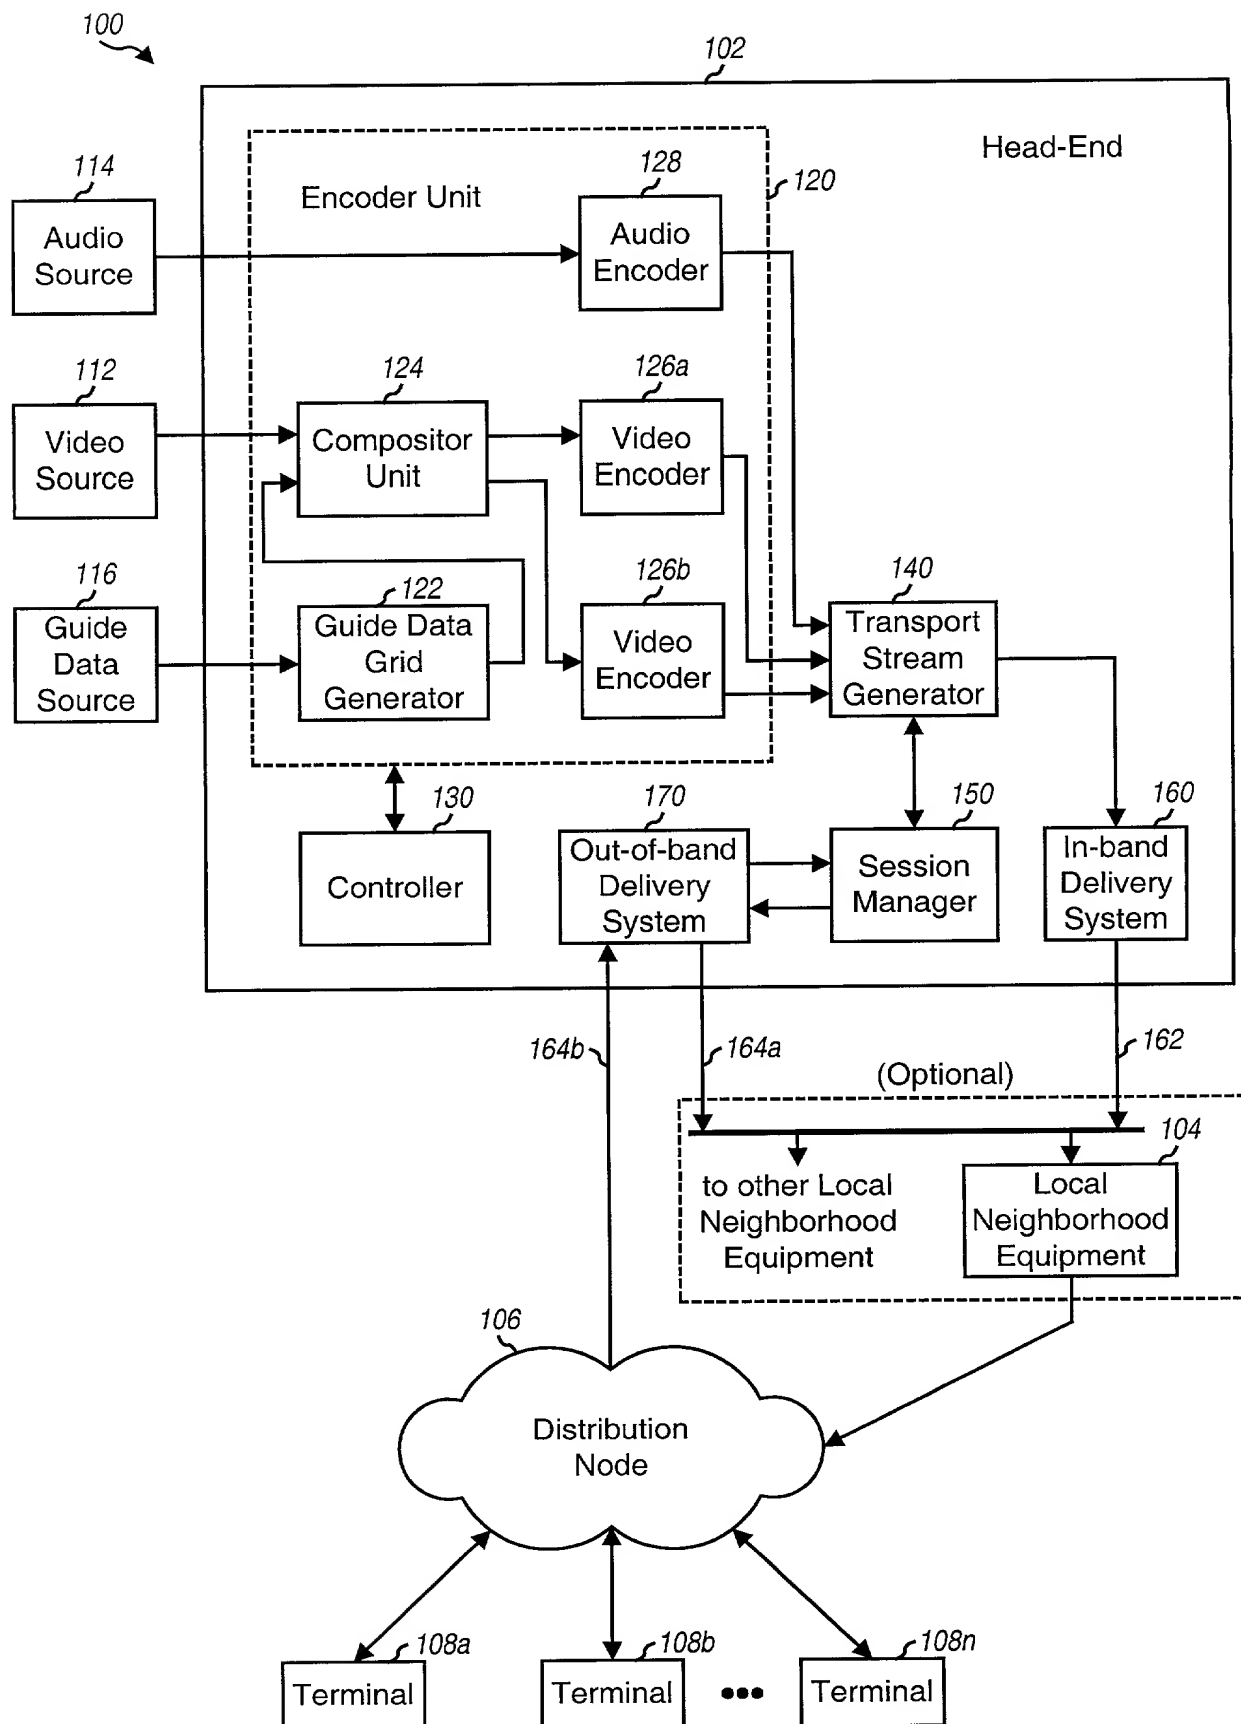 100
102
Head-End
114
Audio
Source
Encoder Unit
128
Audio
Encoder
120
112
Video
Source
124
Compositor
Unit
126a
Video
Encoder
116
Guide
Data
Source
122
Guide Data
Grid
Generator
126b
Video
Encoder
140
Transport
Stream
Generator
130
Controller
170
Out-of-band
Delivery
System
150
Session
Manager
160
In-band
Delivery
System
164b
164a
162
(Optional)
to other Local
Neighborhood
Equipment
104
Local
Neighborhood
Equipment
106
Distribution
Node
108a
Terminal
108b
Terminal
108n
Terminal